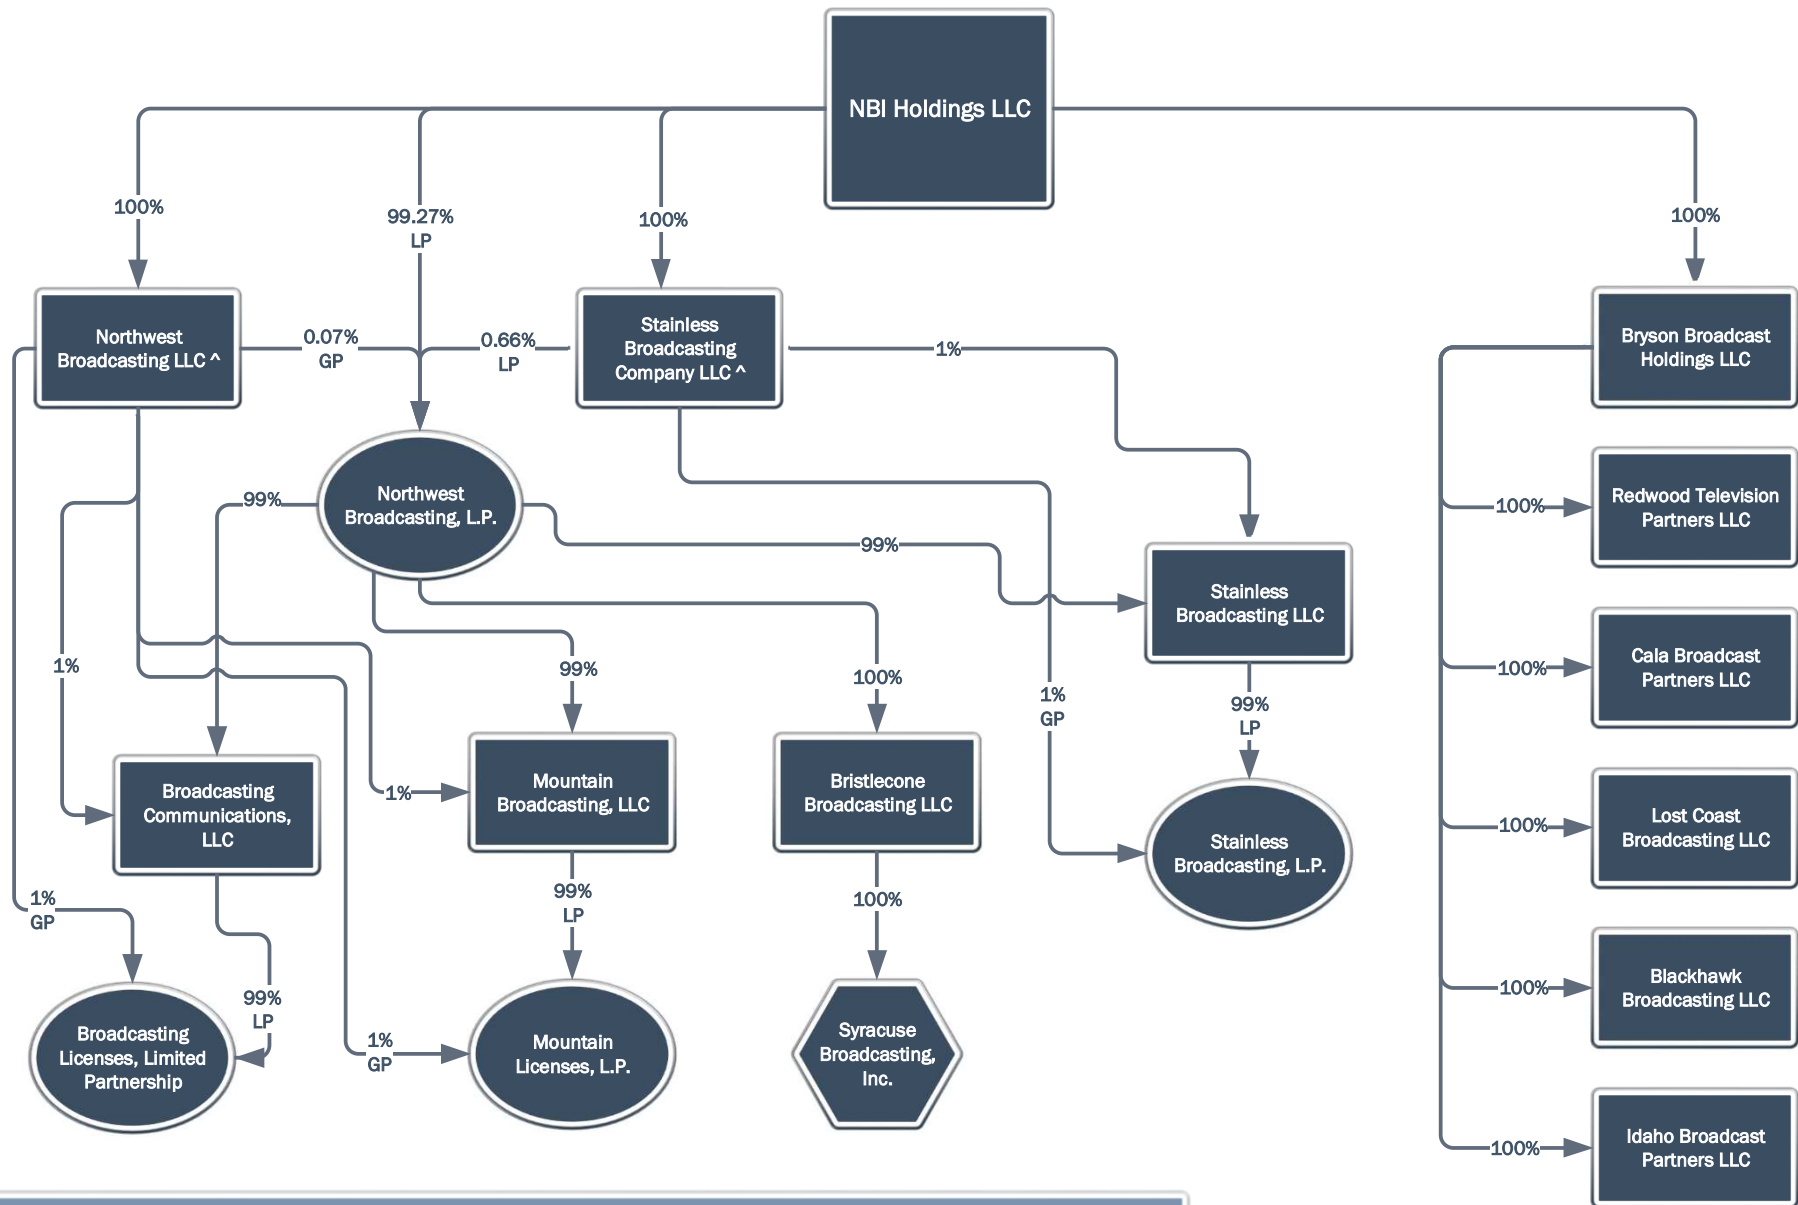 NBI Holdings LLC
100%
99.27%
LP
100%
100%
Northwest
Broadcasting LLC ^
0.07%
GP
0.66%
LP
Stainless
Broadcasting
Company LLC ^
1%
Bryson Broadcast
Holdings LLC
Northwest
Broadcasting, L.P.
99%
99%
Redwood Television
Partners LLC
100%
Stainless
Broadcasting LLC
1%
99%
100%
1%
GP
99%
LP
Cala Broadcast
Partners LLC
100%
Broadcasting
Communications,
LLC
1%
Mountain
Broadcasting, LLC
Bristlecone
Broadcasting LLC
Stainless
Broadcasting, L.P.
100%
Lost Coast
Broadcasting LLC
1%
GP
99%
LP
100%
99%
LP
Broadcasting
Licenses, Limited
Partnership
1%
GP
Mountain
Licenses, L.P.
Syracuse
Broadcasting,
Inc.
100%
Blackhawk
Broadcasting LLC
100%
Idaho Broadcast
Partners LLC